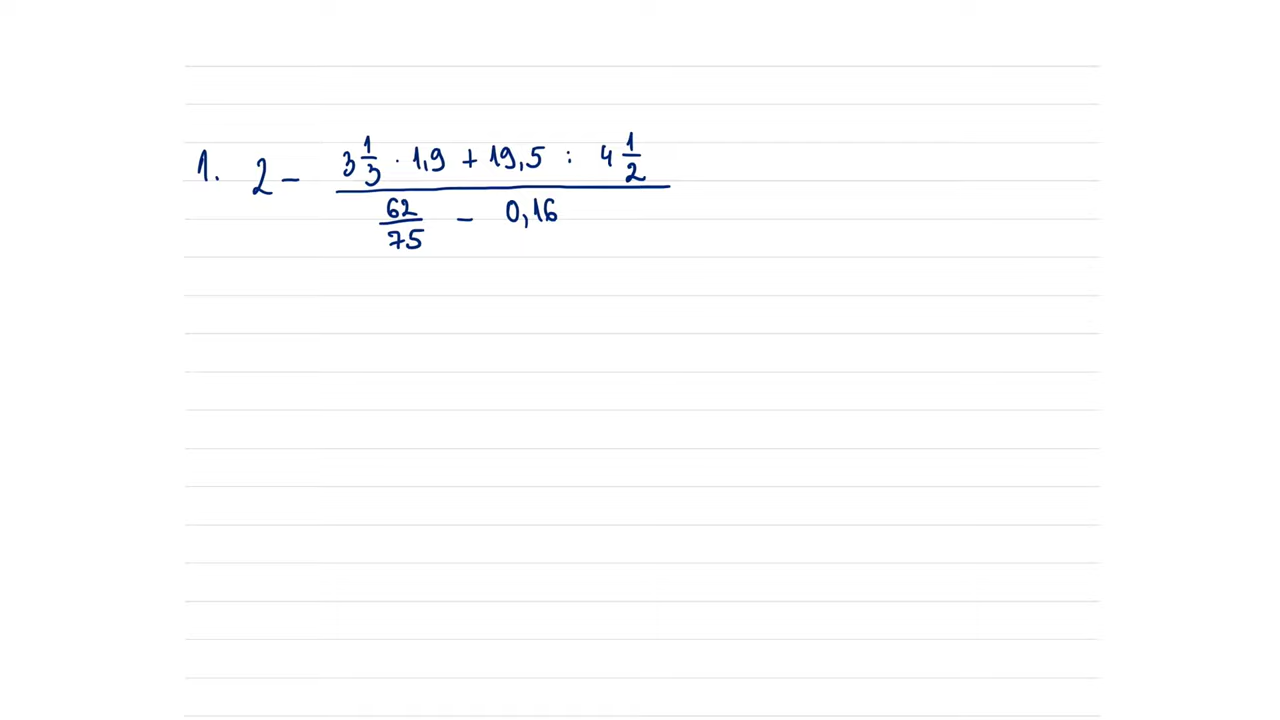 1. 2 - 3 1/3 · 1,9 + 19,5 : 4 1/2
62/75 - 0,16